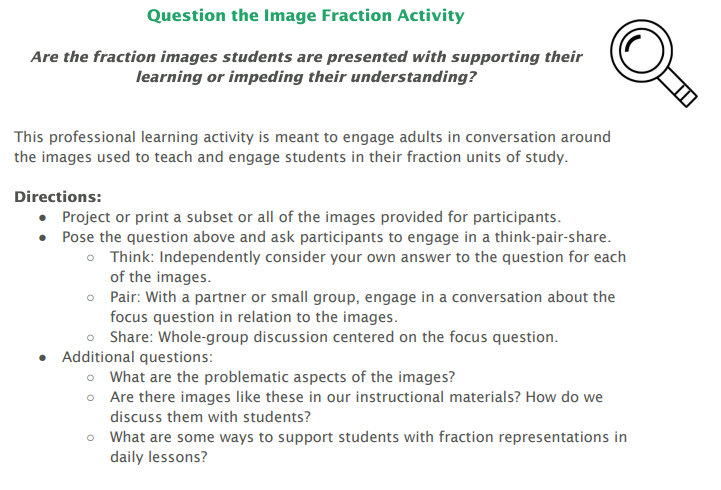 Question the Image Fraction Activity
Are the fraction images students are presented with supporting their
learning or impeding their understanding?
This professional learning activity is meant to engage adults in conversation around
the images used to teach and engage students in their fraction units of study.
Directions:
● Project or print a subset or all of the images provided for participants.
● Pose the question above and ask participants to engage in a think-pair-share.
○ Think: Independently consider your own answer to the question for each
of the images.
○ Pair: With a partner or small group, engage in a conversation about the
focus question in relation to the images.
○ Share: Whole-group discussion centered on the focus question.
● Additional questions:
○ What are the problematic aspects of the images?
○ Are there images like these in our instructional materials? How do we
discuss them with students?
○ What are some ways to support students with fraction representations in
daily lessons?